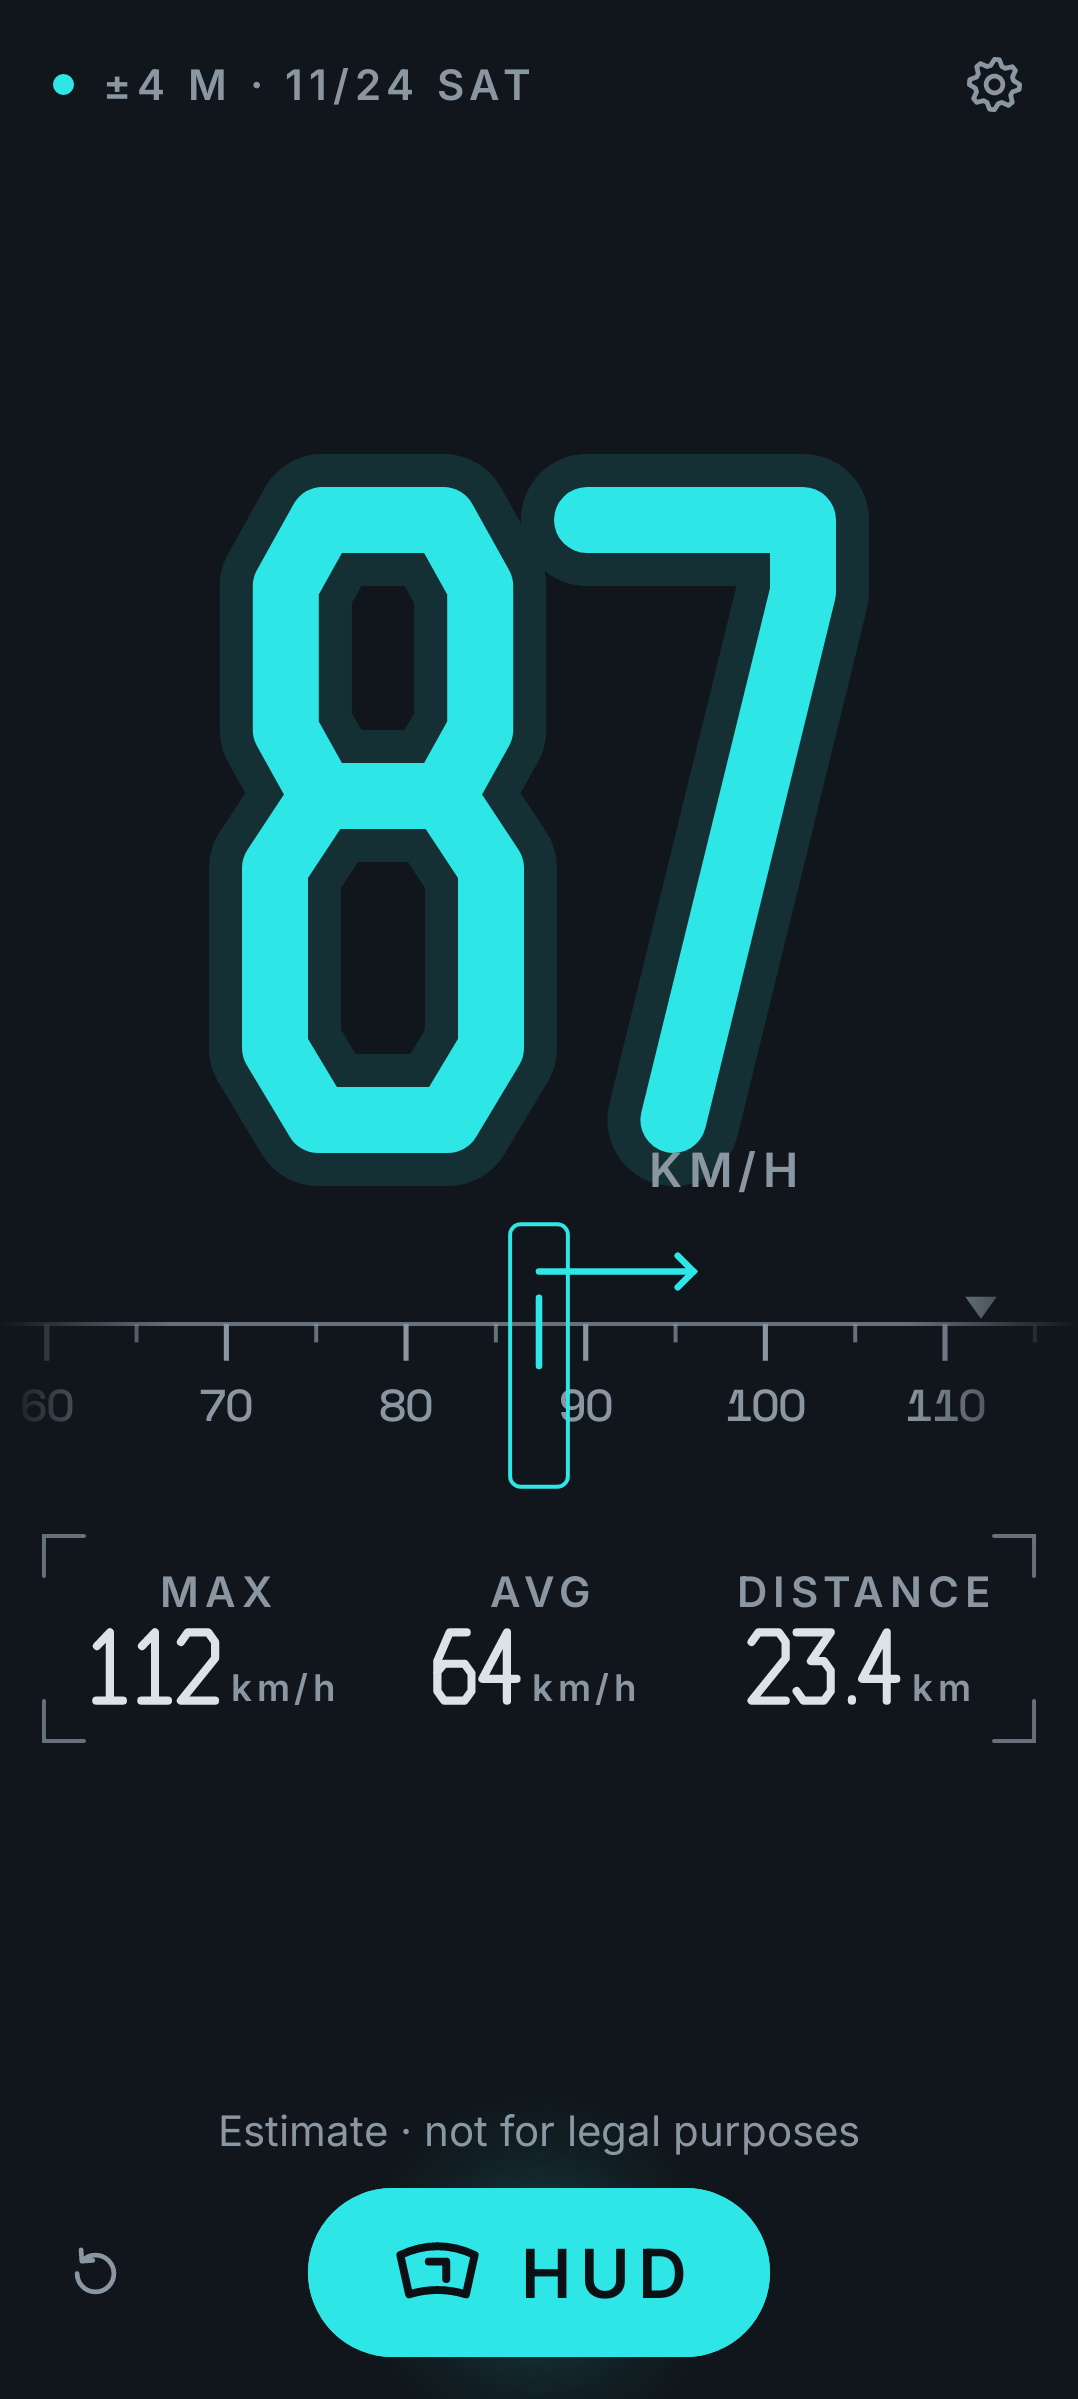 ±4 M · 11/24 SAT
87
KM/H
60 70 80 90 100 110
MAX AVG DISTANCE
112 km/h 64 km/h 23.4 km
Estimate · not for legal purposes
HUD